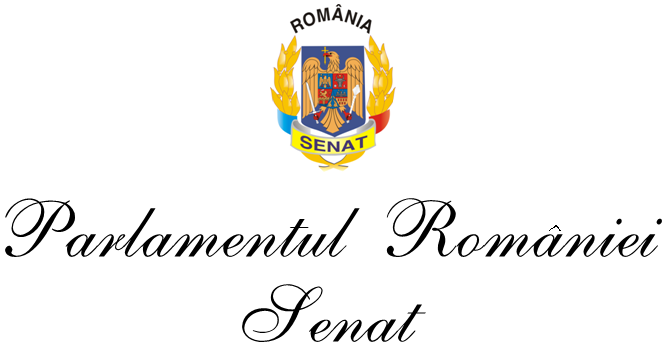 ROMÂNIA
SENAT
Parlamentul României
Senat